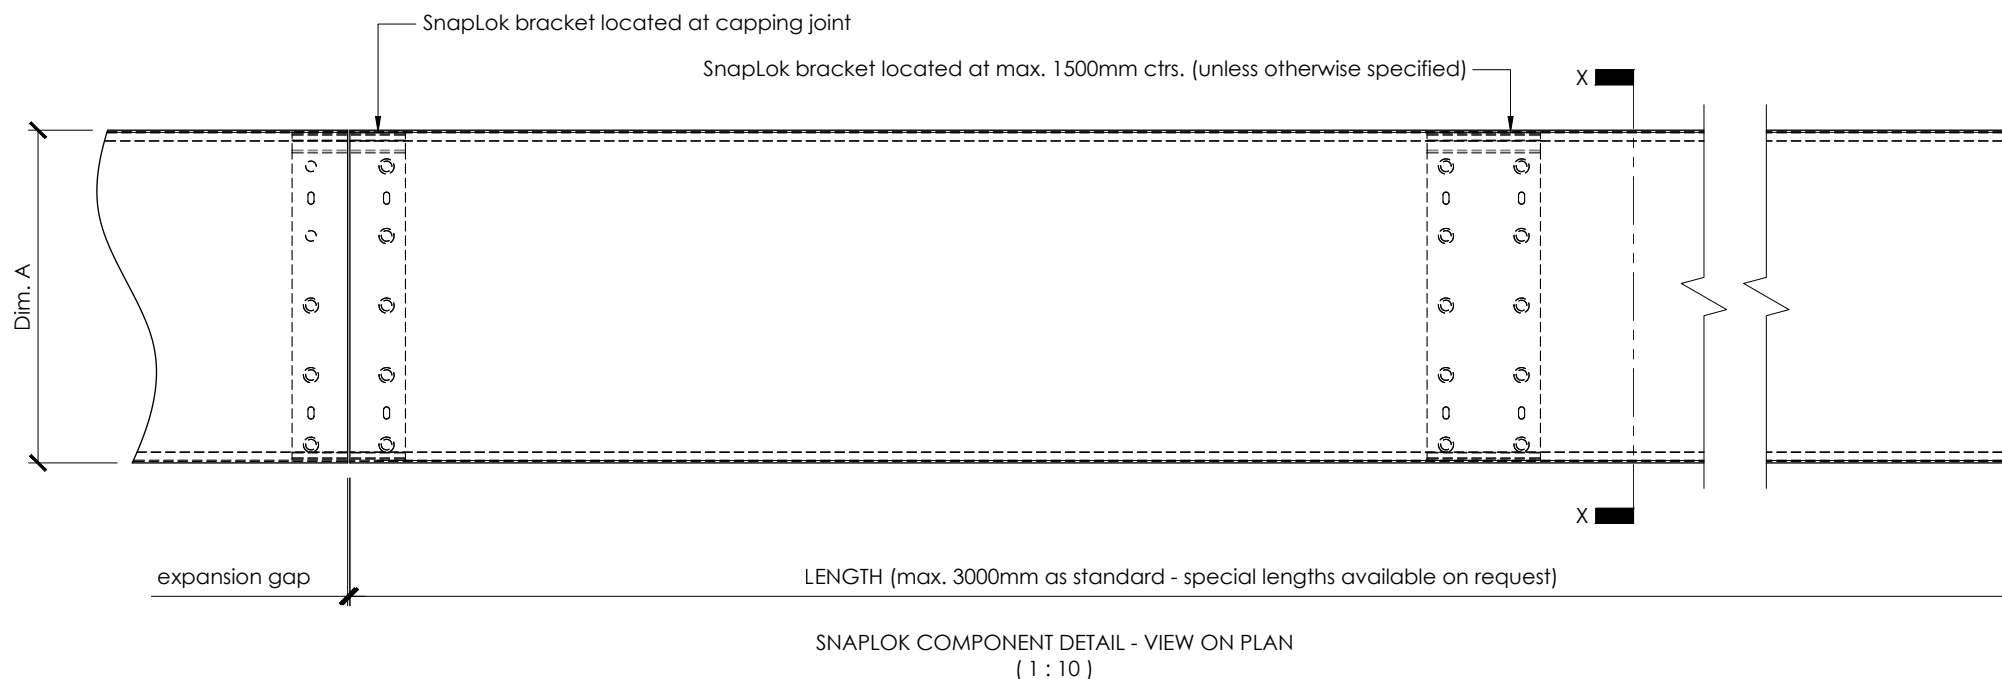 SnapLok bracket located at capping joint
SnapLok bracket located at max. 1500mm ctrs. (unless otherwise specified)
X
Dim. A
X
expansion gap
LENGTH (max. 3000mm as standard - special lengths available on request)
SNAPLOK COMPONENT DETAIL - VIEW ON PLAN
( 1 : 10 )